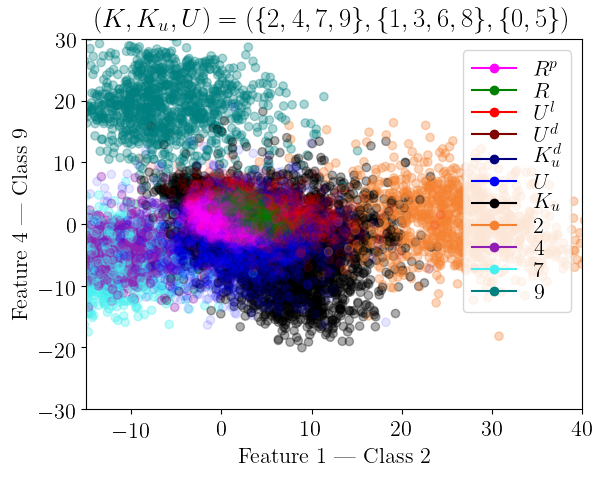 (K, K_u, U) = ({2, 4, 7, 9}, {1, 3, 6, 8}, {0, 5})
R^p
R
U^l
U^d
K_u^d
U
K_u
2
4
7
9
30
20
10
0
−10
−20
−30
Feature 4 — Class 9
−10 0 10 20 30 40
Feature 1 — Class 2